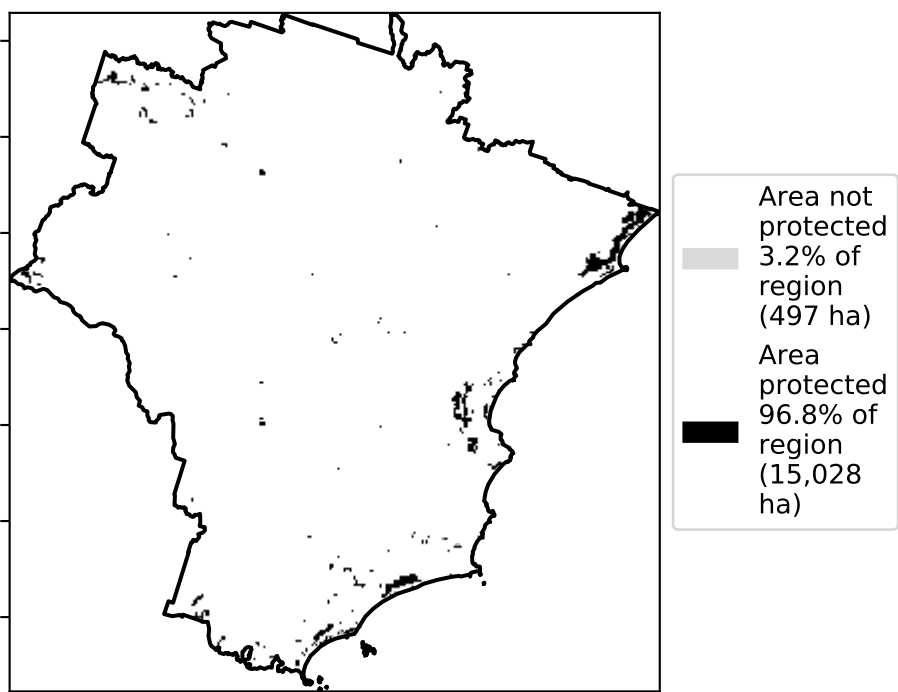 Area not
protected
3.2% of
region
(497 ha)
Area
protected
96.8% of
region
(15,028
ha)